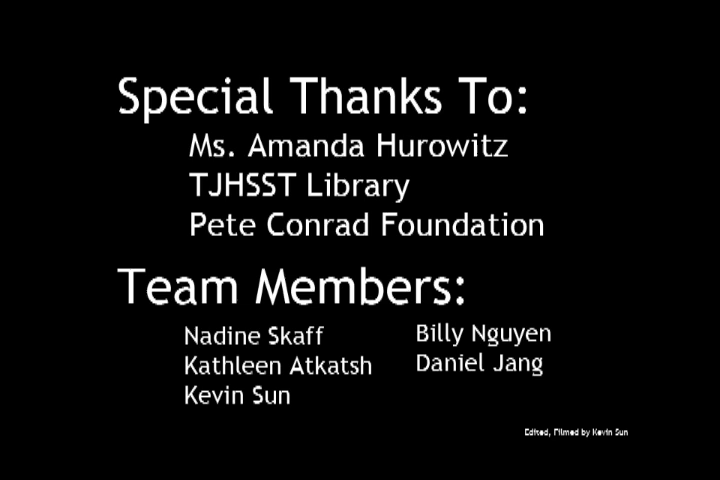 Special Thanks To:
Ms. Amanda Hurowitz
TJHSST Library
Pete Conrad Foundation
Team Members:
Nadine Skaff
Kathleen Atkatsh
Kevin Sun
Billy Nguyen
Daniel Jang
Edited, Filmed by Kevin Sun